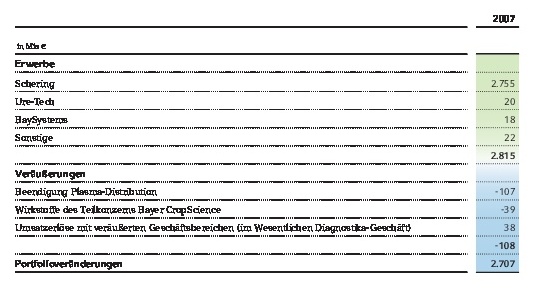 2007
in Mio €
Erwerbe
Schering 2.755
Ure-Tech 20
BaySystems 18
Sonstige 22
2.815
Veräußerungen
Beendigung Plasma-Distribution -107
Wirkstoffe des Teilkonzerns Bayer CropScience -39
Umsatzerlöse mit veräußerten Geschäftsbereichen (im Wesentlichen Diagnostika-Geschäft) 38
-108
Portfolioveränderungen 2.707